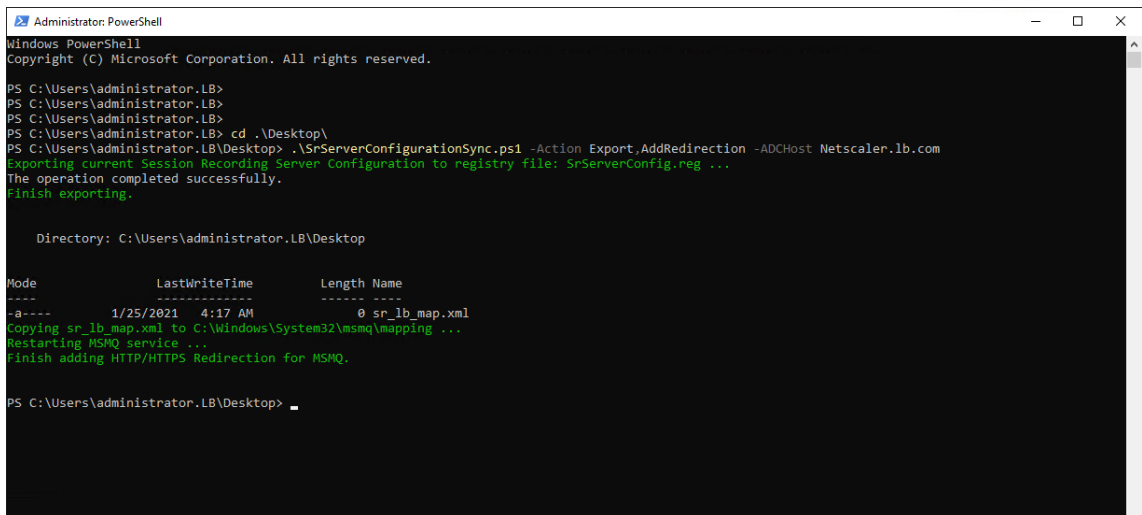 Administrator: PowerShell
Windows PowerShell
Copyright (C) Microsoft Corporation. All rights reserved.
PS C:\Users\administrator.LB>
PS C:\Users\administrator.LB>
PS C:\Users\administrator.LB>
PS C:\Users\administrator.LB> cd .\Desktop\
PS C:\Users\administrator.LB\Desktop> .\SrServerConfigurationSync.ps1 -Action Export,AddRedirection -ADCHost Netscaler.lb.com
Exporting current Session Recording Server Configuration to registry file: SrServerConfig.reg ...
The operation completed successfully.
Finish exporting.
Directory: C:\Users\administrator.LB\Desktop
Mode LastWriteTime Length Name
---- ------------- ------ ----
-a---- 1/25/2021 4:17 AM 0 sr_lb_map.xml
Copying sr_lb_map.xml to C:\Windows\System32\msmq\mapping ...
Restarting MSMQ service ...
Finish adding HTTP/HTTPS Redirection for MSMQ.
PS C:\Users\administrator.LB\Desktop>